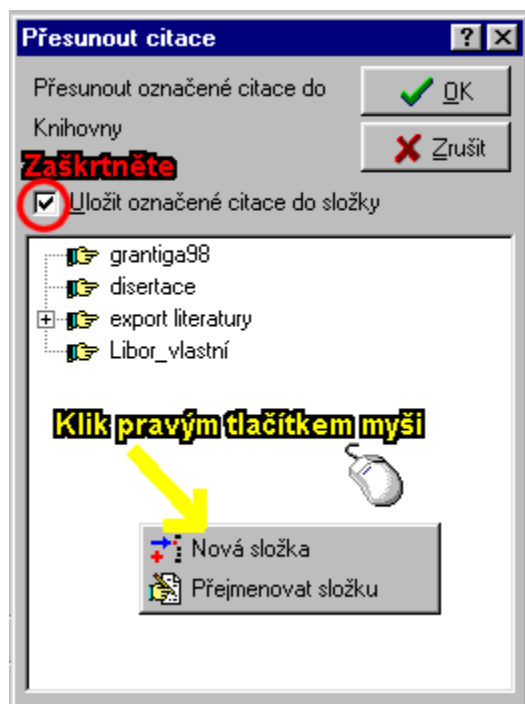 Přesunout citace
Přesunout označené citace do
Knihovny
OK
Zrušit
Zaškrtněte
Uložit označené citace do složky
grantiga98
disertace
export literatury
Libor_vlastní
Klik pravým tlačítkem myši
Nová složka
Přejmenovat složku